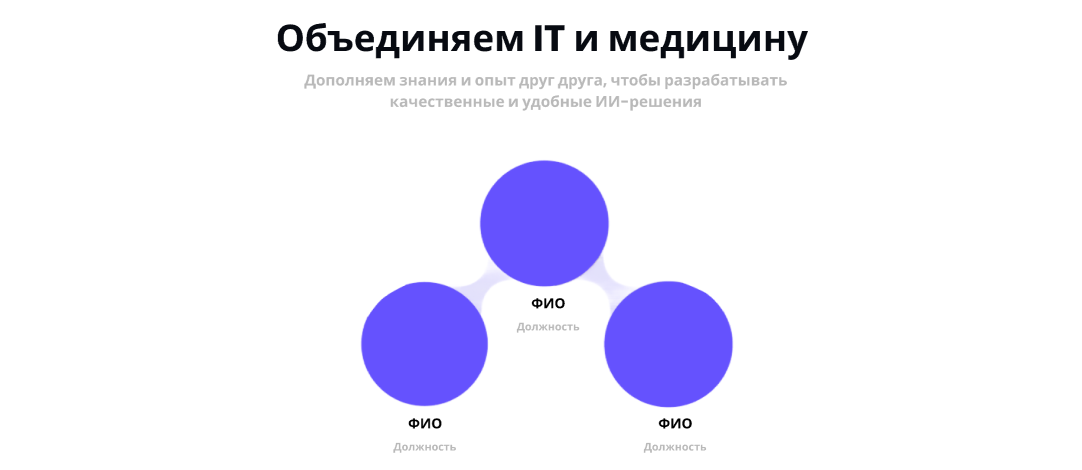 Объединяем IT и медицину
Дополняем знания и опыт друг друга, чтобы разрабатывать
качественные и удобные ИИ-решения
ФИО
Должность
ФИО
Должность
ФИО
Должность